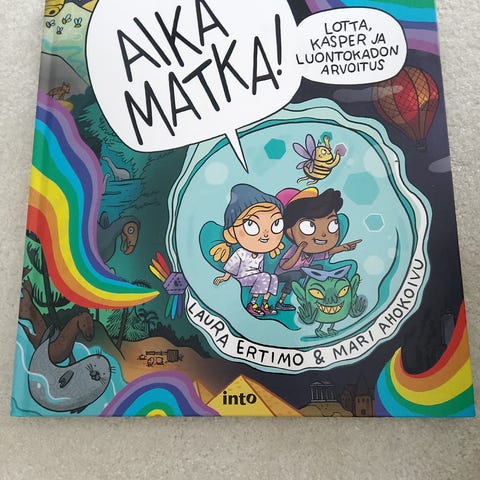 AIKA
MATKA!
LOTTA,
KASPER JA
LUONTOKADON
ARVOITUS
LAURA ERTIMO & MARI AHOKOIVU
into